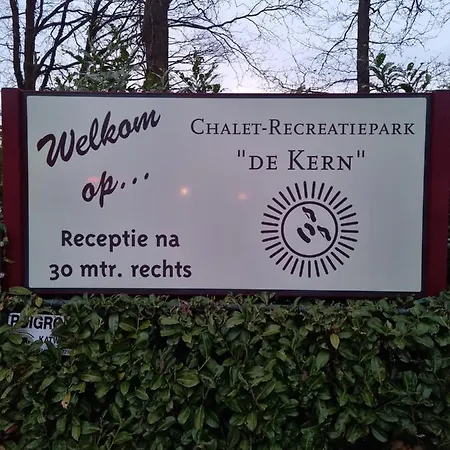 Welkom
op...
CHALET-RECREATIEPARK
"DE KERN"
Receptie na
30 mtr. rechts